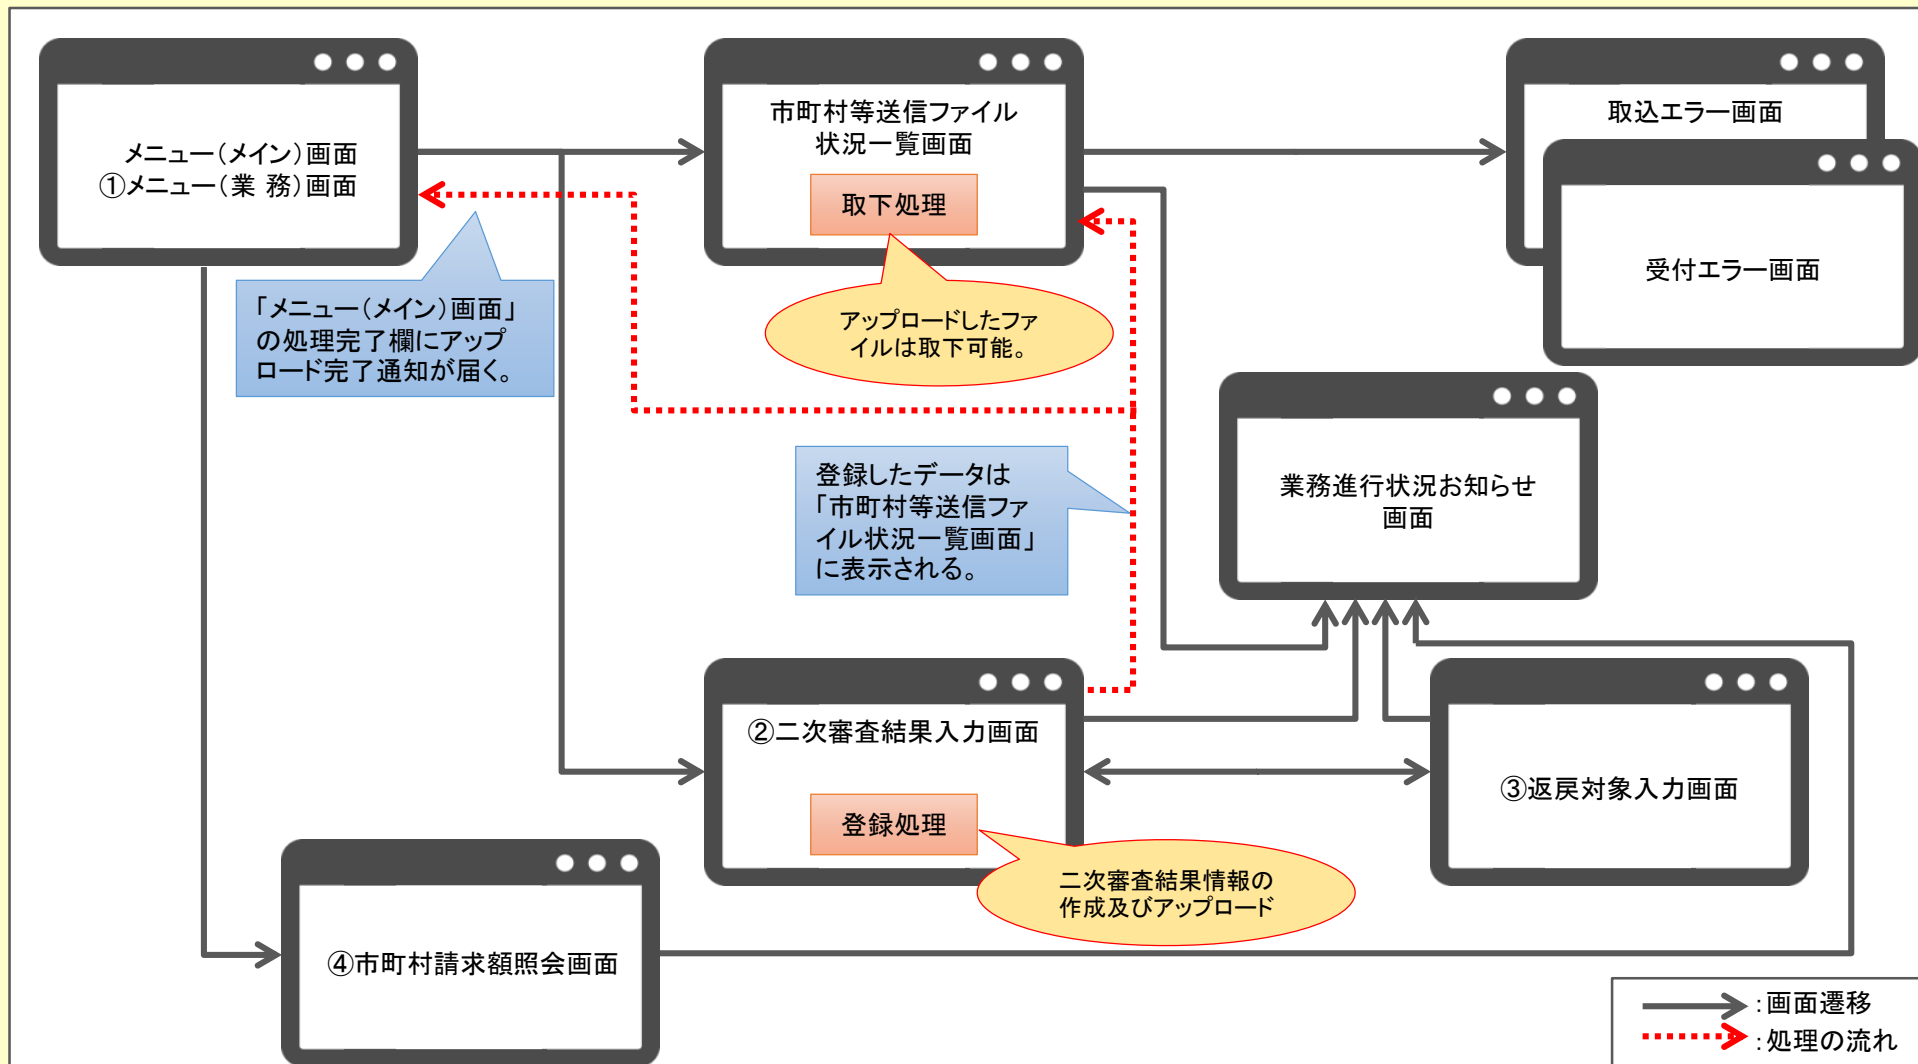 メニュー（メイン）画面
①メニュー（業 務）画面
市町村等送信ファイル
状況一覧画面
取下処理
取込エラー画面
受付エラー画面
「メニュー（メイン）画面」
の処理完了欄にアップ
ロード完了通知が届く。
アップロードしたファ
イルは取下可能。
登録したデータは
「市町村等送信ファ
イル状況一覧画面」
に表示される。
業務進行状況お知らせ
画面
②二次審査結果入力画面
登録処理
③返戻対象入力画面
二次審査結果情報の
作成及びアップロード
④市町村請求額照会画面
：画面遷移
：処理の流れ